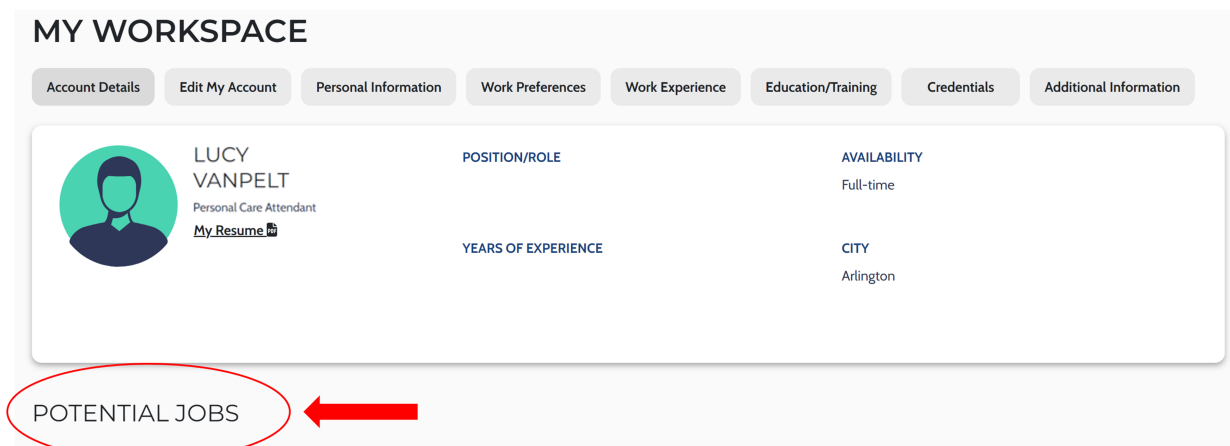 MY WORKSPACE
Account Details Edit My Account Personal Information Work Preferences Work Experience Education/Training Credentials Additional Information
LUCY
VANPELT
Personal Care Attendant
My Resume PDF
POSITION/ROLE
YEARS OF EXPERIENCE
AVAILABILITY
Full-time
CITY
Arlington
POTENTIAL JOBS